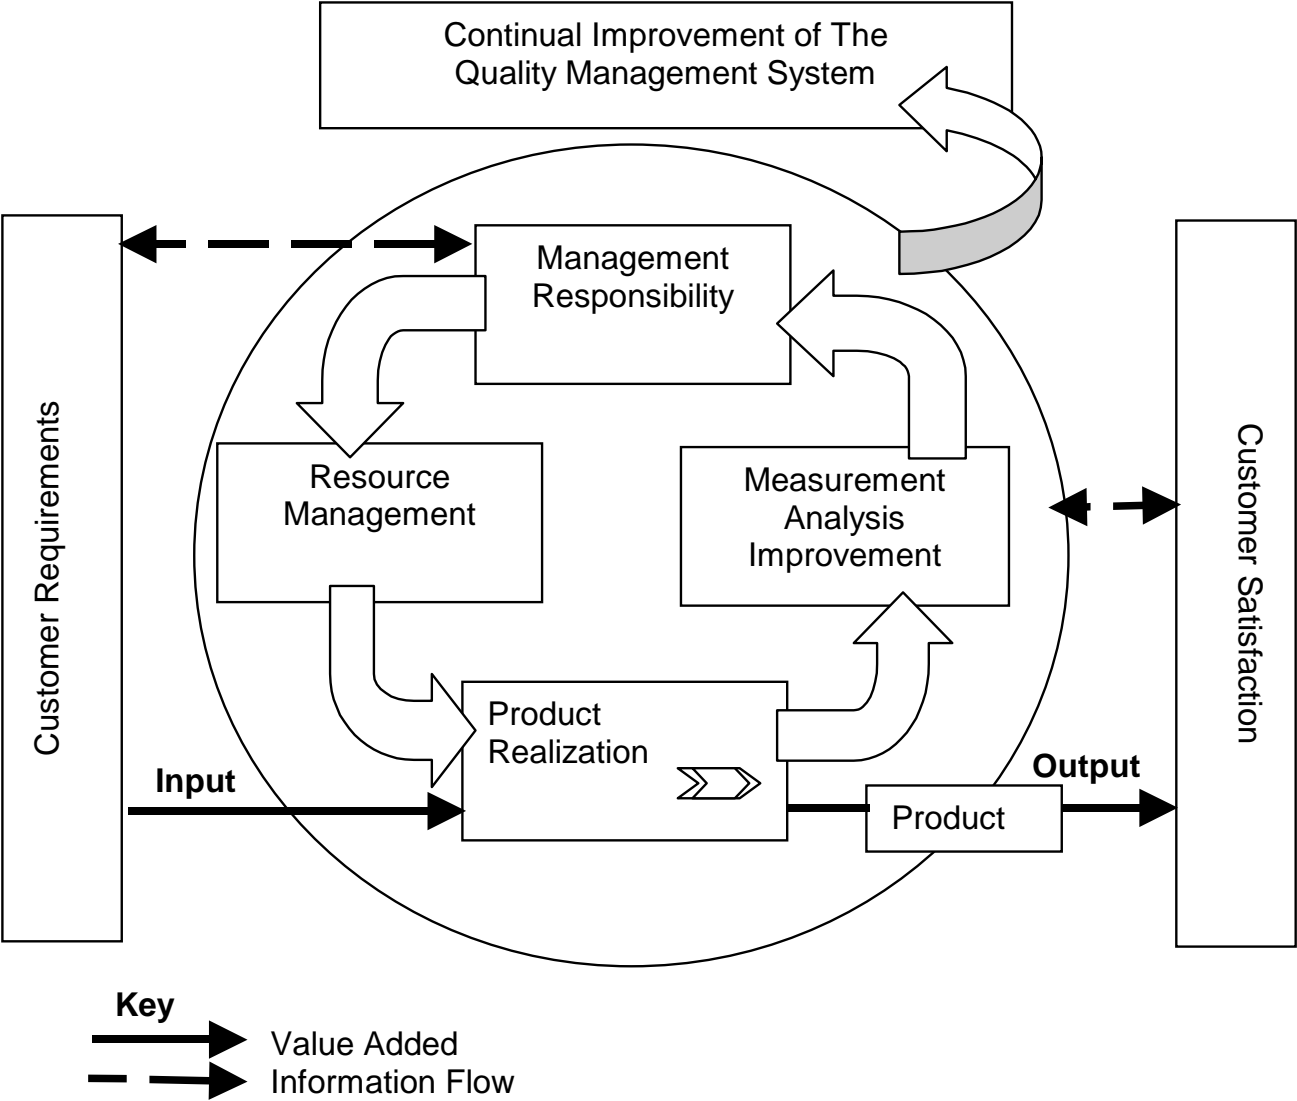 Continual Improvement of The
Quality Management System
Management
Responsibility
Customer Requirements
Resource
Management
Measurement
Analysis
Improvement
Customer Satisfaction
Product
Realization
Input
Output
Product
Key
Value Added
Information Flow